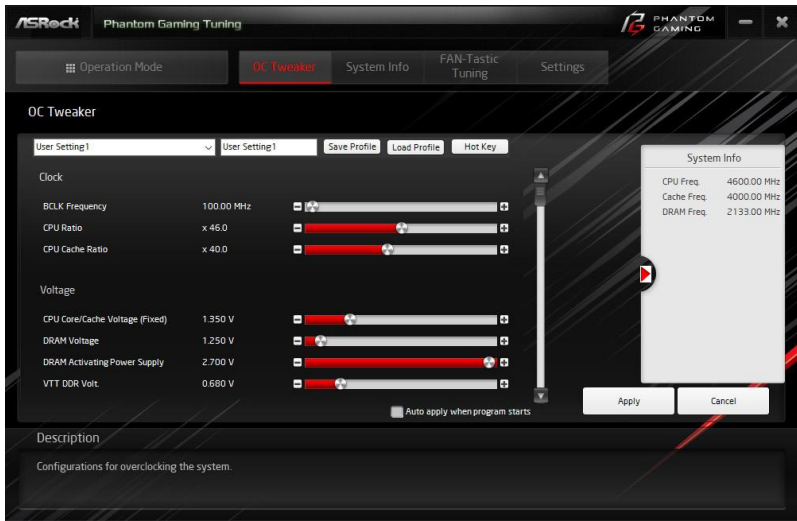 ASRock Phantom Gaming Tuning PHANTOM GAMING
Operation Mode OC Tweaker System Info FAN-Tastic Tuning Settings
OC Tweaker
User Setting1 User Setting1 Save Profile Load Profile Hot Key
System Info
CPU Freq. 4600.00 MHz
Cache Freq. 4000.00 MHz
DRAM Freq. 2133.00 MHz
Clock
BCLK Frequency 100.00 MHz
CPU Ratio x 46.0
CPU Cache Ratio x 40.0
Voltage
CPU Core/Cache Voltage (Fixed) 1.350 V
DRAM Voltage 1.250 V
DRAM Activating Power Supply 2.700 V
VTT DDR Volt. 0.680 V
Auto apply when program starts
Apply Cancel
Description
Configurations for overclocking the system.